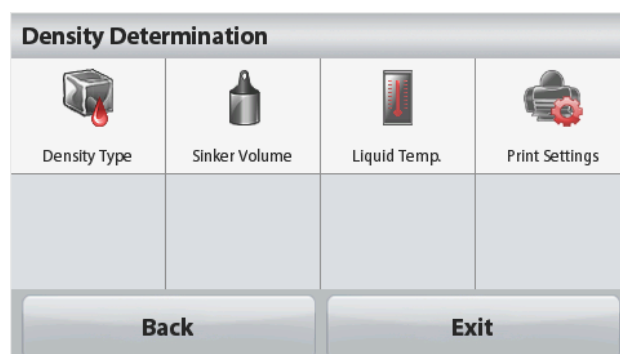 Density Determination
Density Type
Sinker Volume
Liquid Temp.
Print Settings
Back
Exit